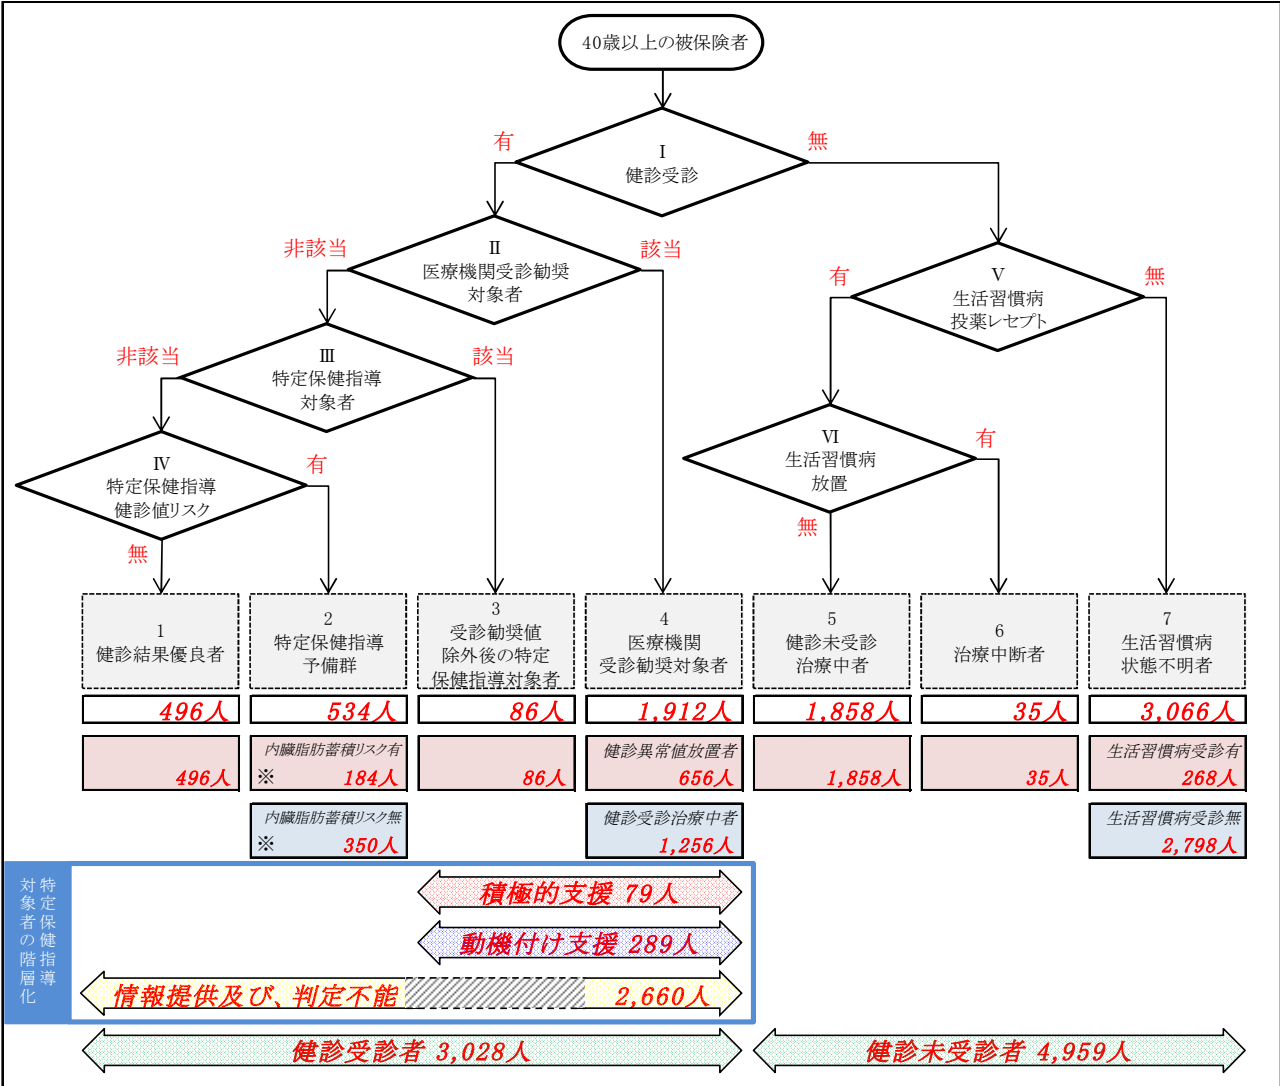 40歳以上の被保険者
有
Ⅰ
健診受診
無
非該当
Ⅱ
医療機関受診勧奨
対象者
該当
有
Ⅴ
生活習慣病
投薬レセプト
無
非該当
Ⅲ
特定保健指導
対象者
該当
Ⅵ
生活習慣病
放置
有
無
Ⅳ
特定保健指導
健診値リスク
有
無
1
健診結果優良者
2
特定保健指導
予備群
3
受診勧奨値
除外後の特定
保健指導対象者
4
医療機関
受診勧奨対象者
5
健診未受診
治療中者
6
治療中断者
7
生活習慣病
状態不明者
496人
534人
86人
1,912人
1,858人
35人
3,066人
496人
内臓脂肪蓄積リスク有
※ 184人
86人
健診異常値放置者
656人
1,858人
35人
生活習慣病受診有
268人
内臓脂肪蓄積リスク無
※ 350人
健診受診治療中者
1,256人
生活習慣病受診無
2,798人
特定保健指導
対象者の階層化
積極的支援 79人
動機付け支援 289人
情報提供及び、判定不能 2,660人
健診受診者 3,028人
健診未受診者 4,959人